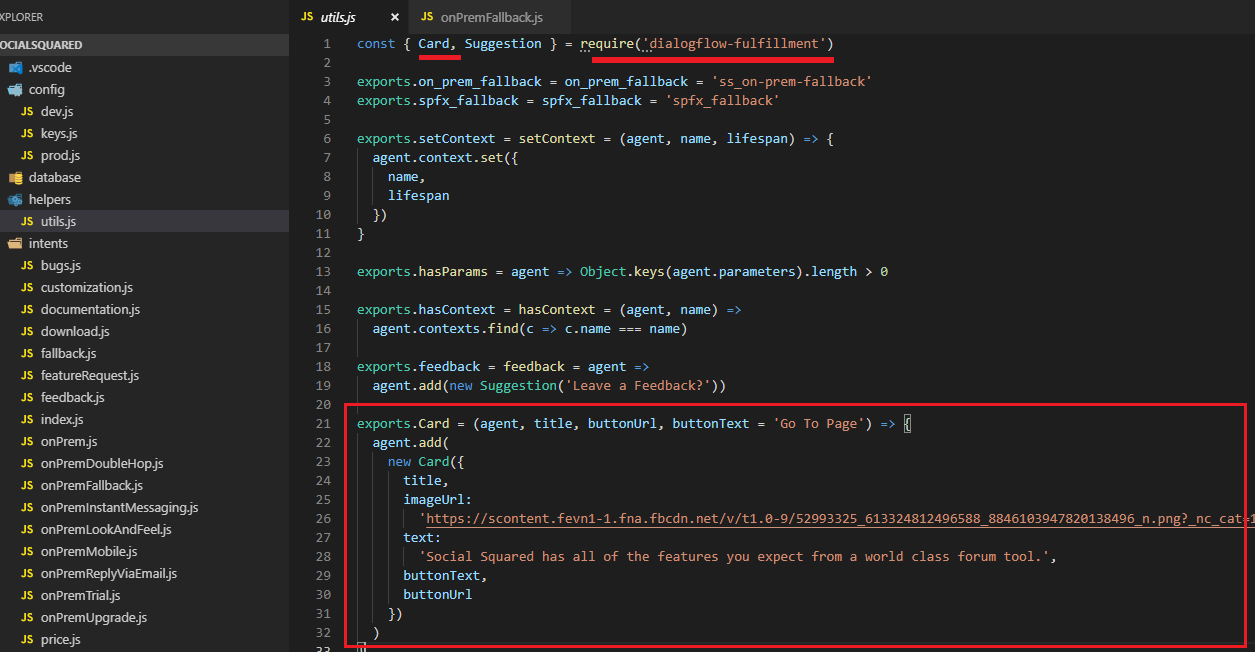 XPLORER
OCIALSQUARED
.vscode
config
JS dev.js
JS keys.js
JS prod.js
database
helpers
JS utils.js
intents
JS bugs.js
JS customization.js
JS documentation.js
JS download.js
JS fallback.js
JS featureRequest.js
JS feedback.js
JS index.js
JS onPrem.js
JS onPremDoubleHop.js
JS onPremFallback.js
JS onPremInstantMessaging.js
JS onPremLookAndFeel.js
JS onPremMobile.js
JS onPremReplyViaEmail.js
JS onPremTrial.js
JS onPremUpgrade.js
JS price.js
JS utils.js × JS onPremFallback.js
1 const { Card, Suggestion } = require('dialogflow-fulfillment')
2
3 exports.on_prem_fallback = on_prem_fallback = 'ss_on-prem-fallback'
4 exports.spfx_fallback = spfx_fallback = 'spfx_fallback'
5
6 exports.setContext = setContext = (agent, name, lifespan) => {
7 agent.context.set({
8 name,
9 lifespan
10 })
11 }
12
13 exports.hasParams = agent => Object.keys(agent.parameters).length > 0
14
15 exports.hasContext = hasContext = (agent, name) =>
16 agent.contexts.find(c => c.name === name)
17
18 exports.feedback = feedback = agent =>
19 agent.add(new Suggestion('Leave a Feedback?'))
20
21 exports.Card = (agent, title, buttonUrl, buttonText = 'Go To Page') => {
22 agent.add(
23 new Card({
24 title,
25 imageUrl:
26 'https://scontent.fevn1-1.fna.fbcdn.net/v/t1.0-9/52993325_613324812496588_8846103947820138496_n.png?_nc_cat=1
27 text:
28 'Social Squared has all of the features you expect from a world class forum tool.',
29 buttonText,
30 buttonUrl
31 })
32 )
33 }